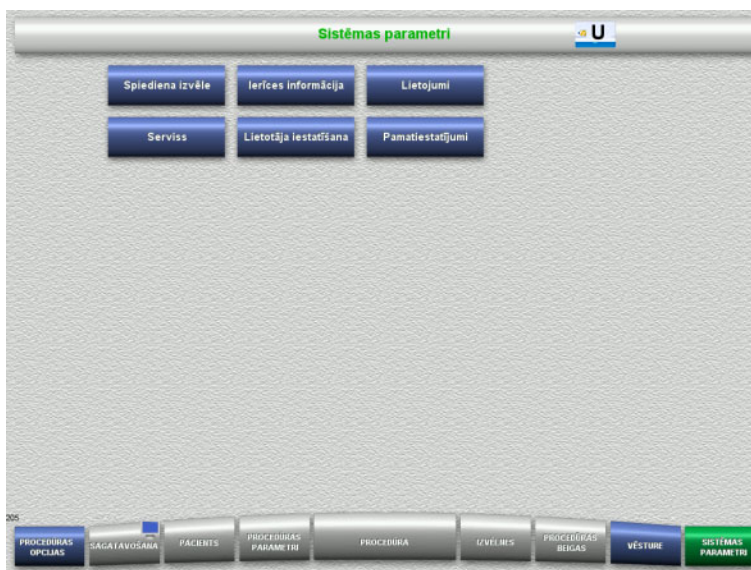 Sistēmas parametri
U
Spiediena izvēle
Ierīces informācija
Lietojumi
Serviss
Lietotāja iestatīšana
Pamatiestatījumi
205
PROCEDŪRAS
OPCIJAS
SAGATAVOŠANA
PACIENTS
PROCEDŪRAS
PARAMETRI
PROCEDŪRA
IZVĒLNES
PROCEDŪRAS
BEIGAS
VĒSTURE
SISTĒMAS
PARAMETRI